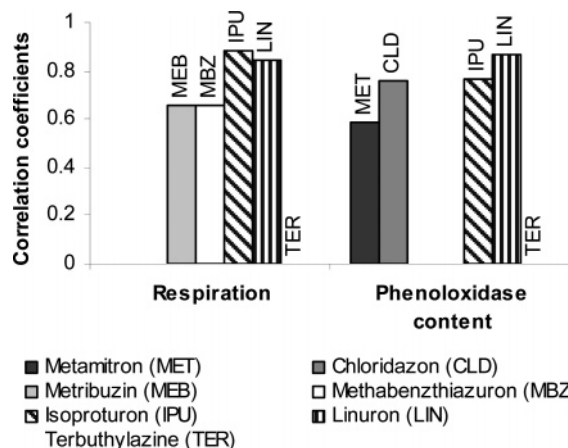 Correlation coefficients
1
0.8
0.6
0.4
0.2
0
MEB
MBZ
IPU
LIN
TER
MET
CLD
IPU
LIN
TER
Respiration
Phenoloxidase
content
Metamitron (MET)
Chloridazon (CLD)
Metribuzin (MEB)
Methabenzthiazuron (MBZ
Isoproturon (IPU)
Linuron (LIN)
Terbuthylazine (TER)